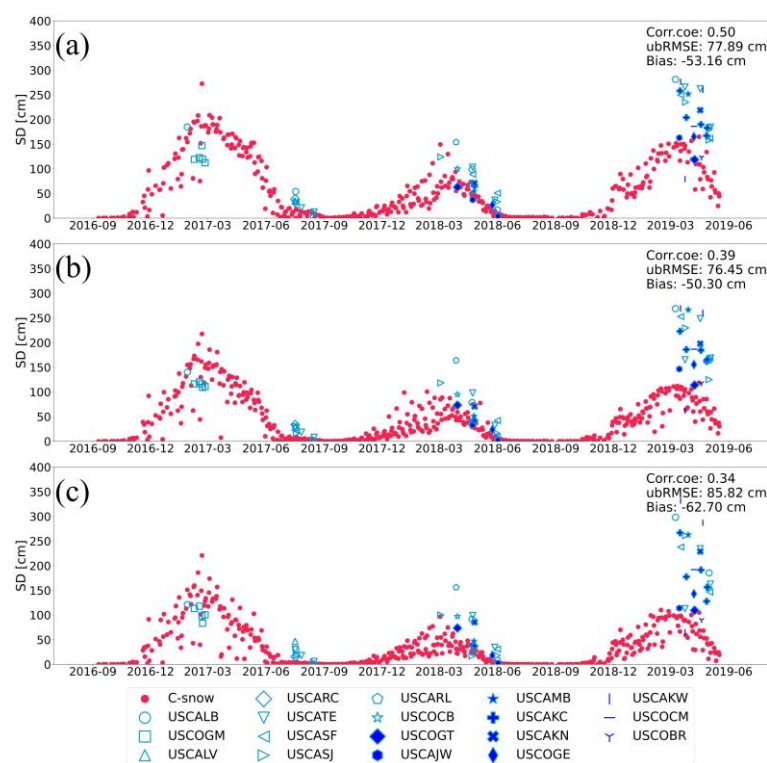 (a)
Corr.coe: 0.50
ubRMSE: 77.89 cm
Bias: -53.16 cm
SD [cm]
400
350
300
250
200
150
100
50
0
2016-09 2016-12 2017-03 2017-06 2017-09 2017-12 2018-03 2018-06 2018-09 2018-12 2019-03 2019-06
(b)
Corr.coe: 0.39
ubRMSE: 76.45 cm
Bias: -50.30 cm
SD [cm]
400
350
300
250
200
150
100
50
0
2016-09 2016-12 2017-03 2017-06 2017-09 2017-12 2018-03 2018-06 2018-09 2018-12 2019-03 2019-06
(c)
Corr.coe: 0.34
ubRMSE: 85.82 cm
Bias: -62.70 cm
SD [cm]
400
350
300
250
200
150
100
50
0
2016-09 2016-12 2017-03 2017-06 2017-09 2017-12 2018-03 2018-06 2018-09 2018-12 2019-03 2019-06
C-snow USCARC USCARL USCAMB USCAKW
USCALB USCATE USCOCB USCAKC USCOCM
USCOGM USCASF USCOGT USCAKN USCOBR
USCALV USCASJ USCAJW USCOGE